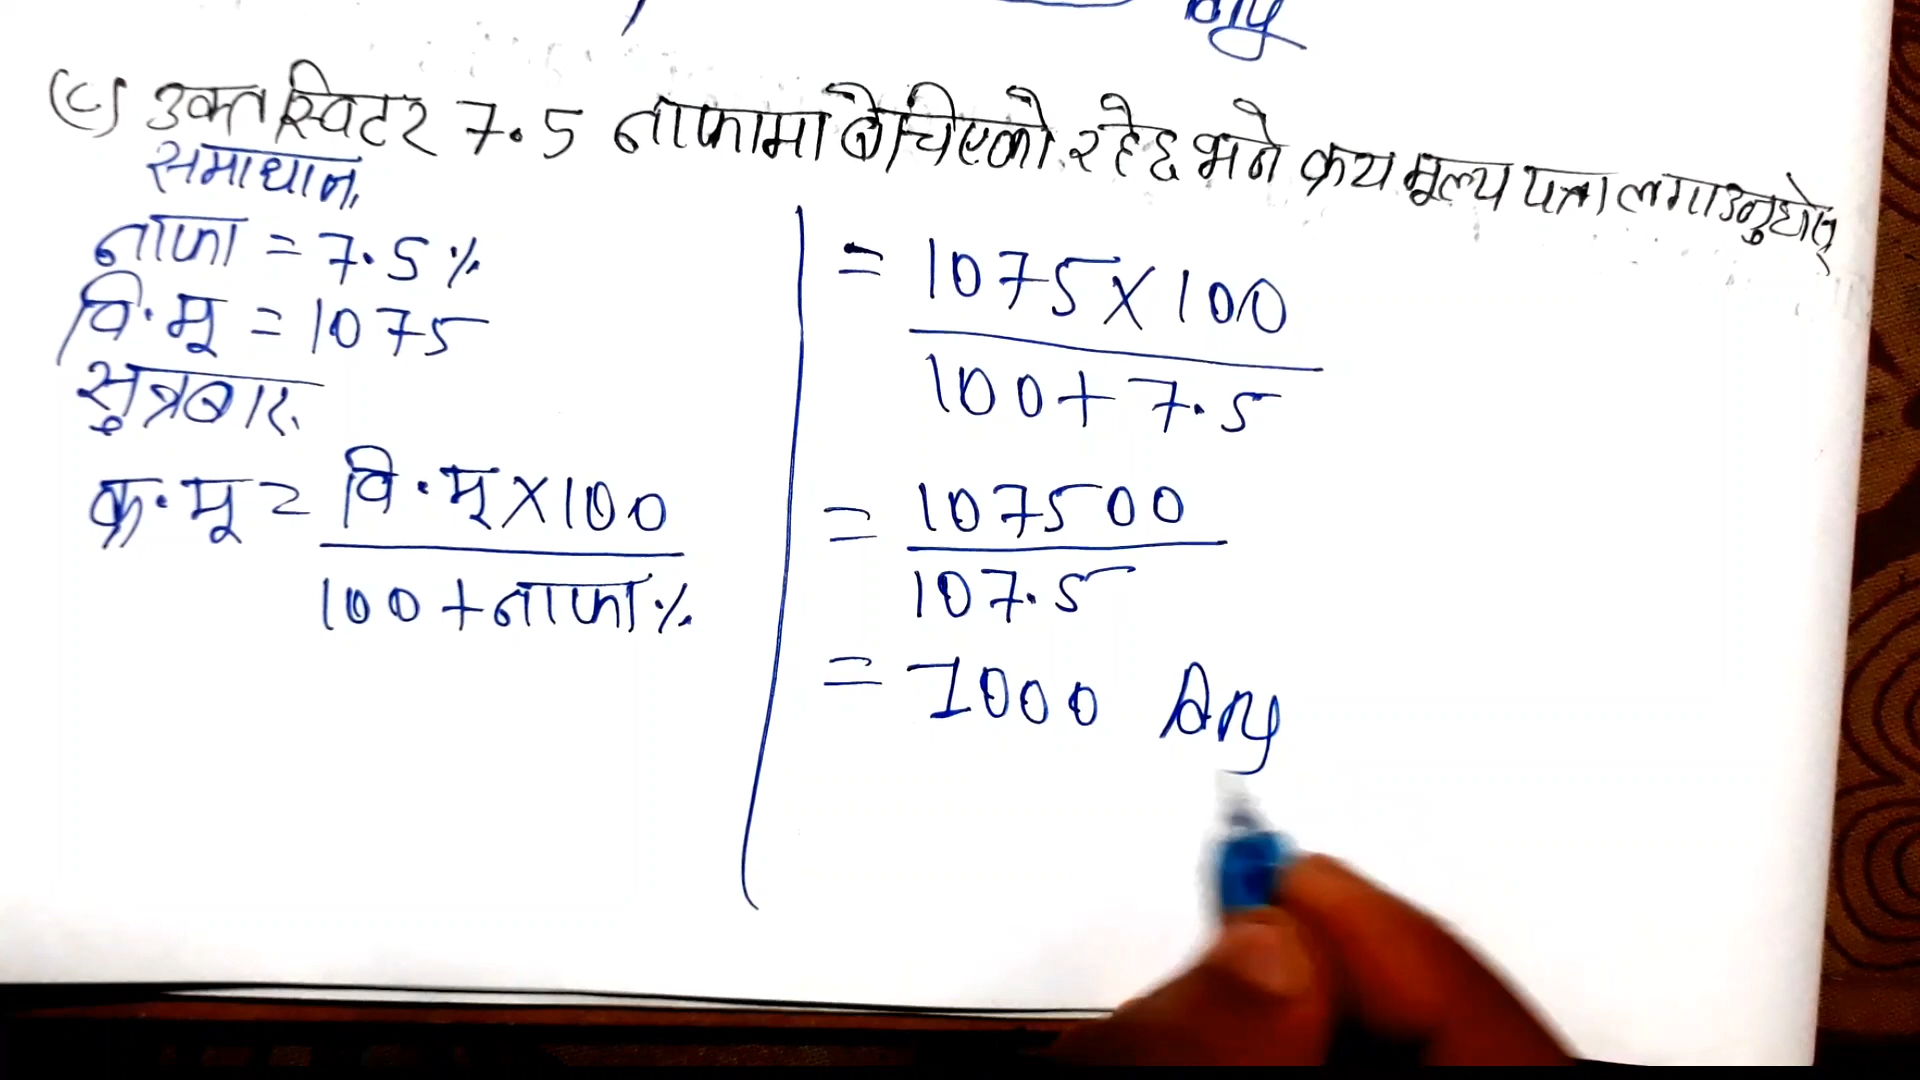 (c) उक्त स्विटर 7.5 नाफामा बेचिएको रहेछ भने क्रय मूल्य पत्ता लगाउनुहोस्
समाधान,
नाफा = 7.5%
वि.मू = 1075
सुत्रबाट,
क्र.मू = वि.मू × 100
100 + नाफा%
= 1075 × 100
100 + 7.5
= 107500
107.5
= 1000 Ans